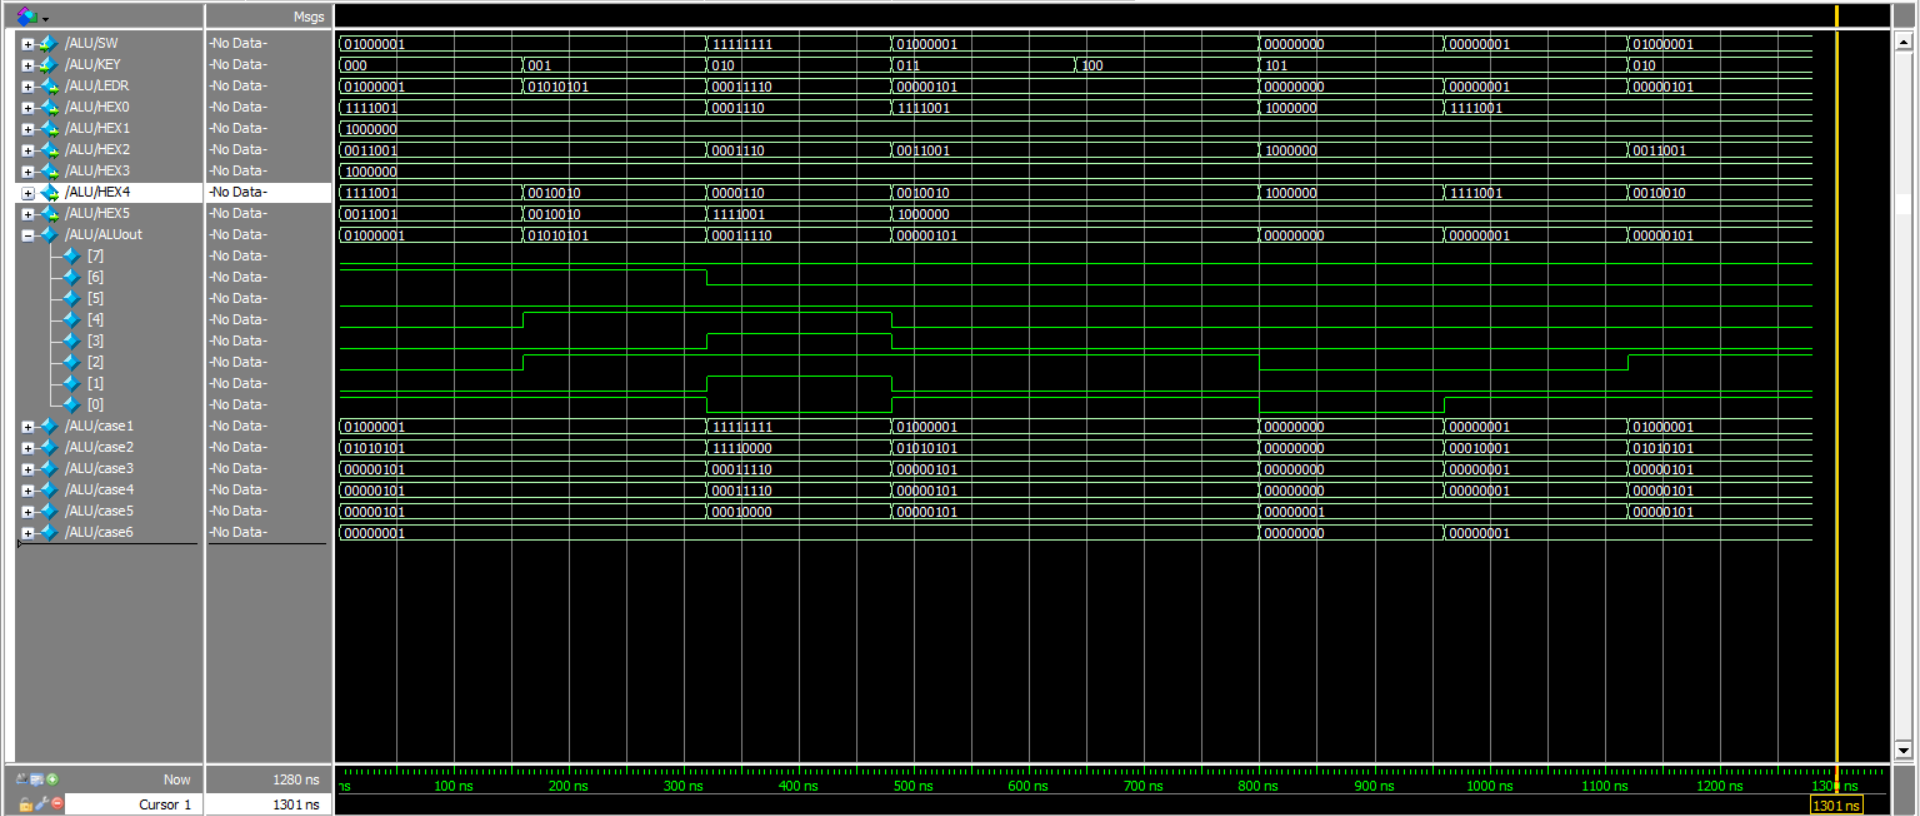 Msgs
/ALU/SW -No Data- 01000001 11111111 01000001 00000000 00000001 01000001
/ALU/KEY -No Data- 000 001 010 011 100 101 010
/ALU/LEDR -No Data- 01000001 01010101 00011110 00000101 00000000 00000001 00000101
/ALU/HEX0 -No Data- 1111001 0001110 1111001 1000000 1111001
/ALU/HEX1 -No Data- 1000000
/ALU/HEX2 -No Data- 0011001 0001110 0011001 1000000 0011001
/ALU/HEX3 -No Data- 1000000
/ALU/HEX4 -No Data- 1111001 0010010 0000110 0010010 1000000 1111001 0010010
/ALU/HEX5 -No Data- 0011001 0010010 1111001 1000000
/ALU/ALUout -No Data- 01000001 01010101 00011110 00000101 00000000 00000001 00000101
[7] -No Data-
[6] -No Data-
[5] -No Data-
[4] -No Data-
[3] -No Data-
[2] -No Data-
[1] -No Data-
[0] -No Data-
/ALU/case1 -No Data- 01000001 11111111 01000001 00000000 00000001 01000001
/ALU/case2 -No Data- 01010101 11110000 01010101 00000000 00010001 01010101
/ALU/case3 -No Data- 00000101 00011110 00000101 00000000 00000001 00000101
/ALU/case4 -No Data- 00000101 00011110 00000101 00000000 00000001 00000101
/ALU/case5 -No Data- 00000101 00010000 00000101 00000001 00000101
/ALU/case6 -No Data- 00000001 00000000 00000001
Now 1280 ns ns 100 ns 200 ns 300 ns 400 ns 500 ns 600 ns 700 ns 800 ns 900 ns 1000 ns 1100 ns 1200 ns 1300 ns
Cursor 1 1301 ns 1301 ns